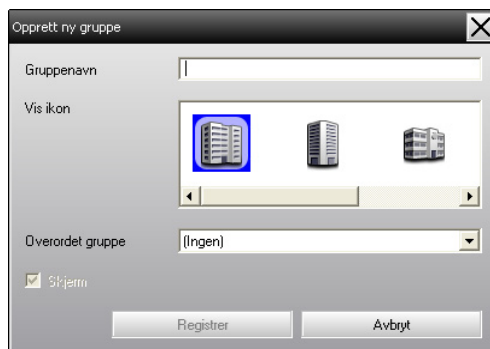 Opprett ny gruppe
Gruppenavn
Vis ikon
Overordet gruppe
(Ingen)
Skjerm
Registrer
Avbryt